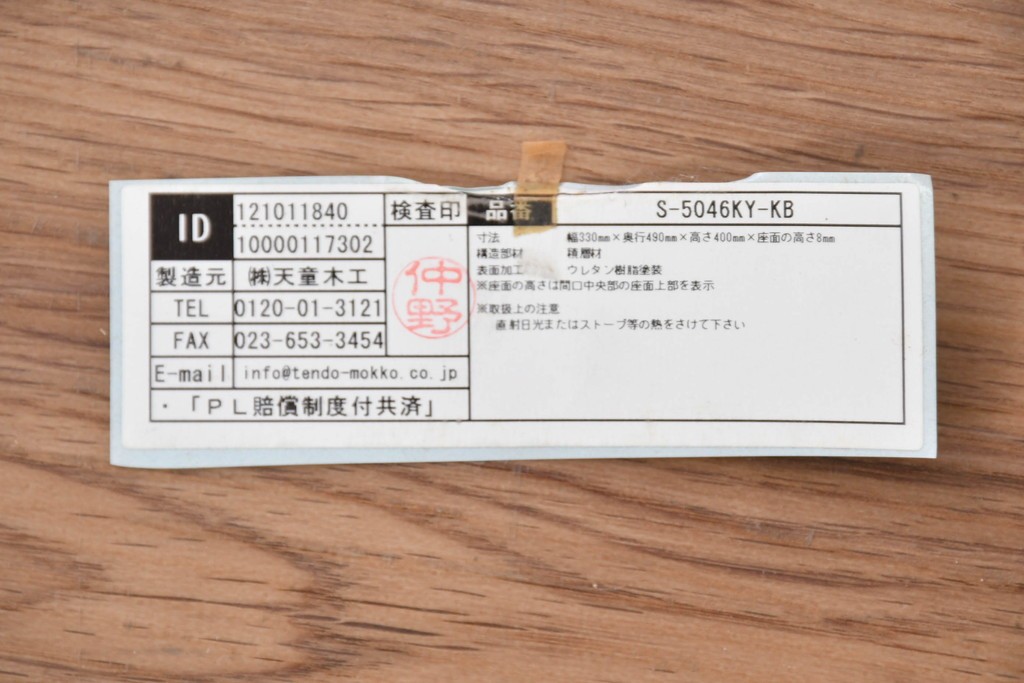 ID
121011840
10000117302
検査印
品番
S-5046KY-KB
製造元
㈱天童木工
TEL
0120-01-3121
FAX
023-653-3454
仲野
E-mail
info@tendo-mokko.co.jp
・「PL賠償制度付共済」
寸法 幅330mm×奥行490mm×高さ400mm×座面の高さ8mm
構造部材 積層材
表面加工 ウレタン樹脂塗装
※座面の高さは間口中央部の座面上部を表示
※取扱上の注意
直射日光またはストーブ等の熱をさけて下さい